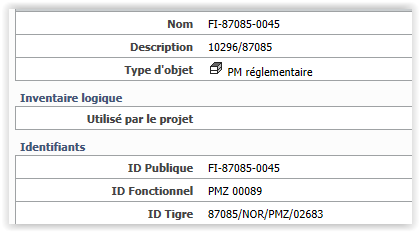 Nom FI-87085-0045
Description 10296/87085
Type d'objet PM réglementaire
Inventaire logique
Utilisé par le projet
Identifiants
ID Publique FI-87085-0045
ID Fonctionnel PMZ 00089
ID Tigre 87085/NOR/PMZ/02683